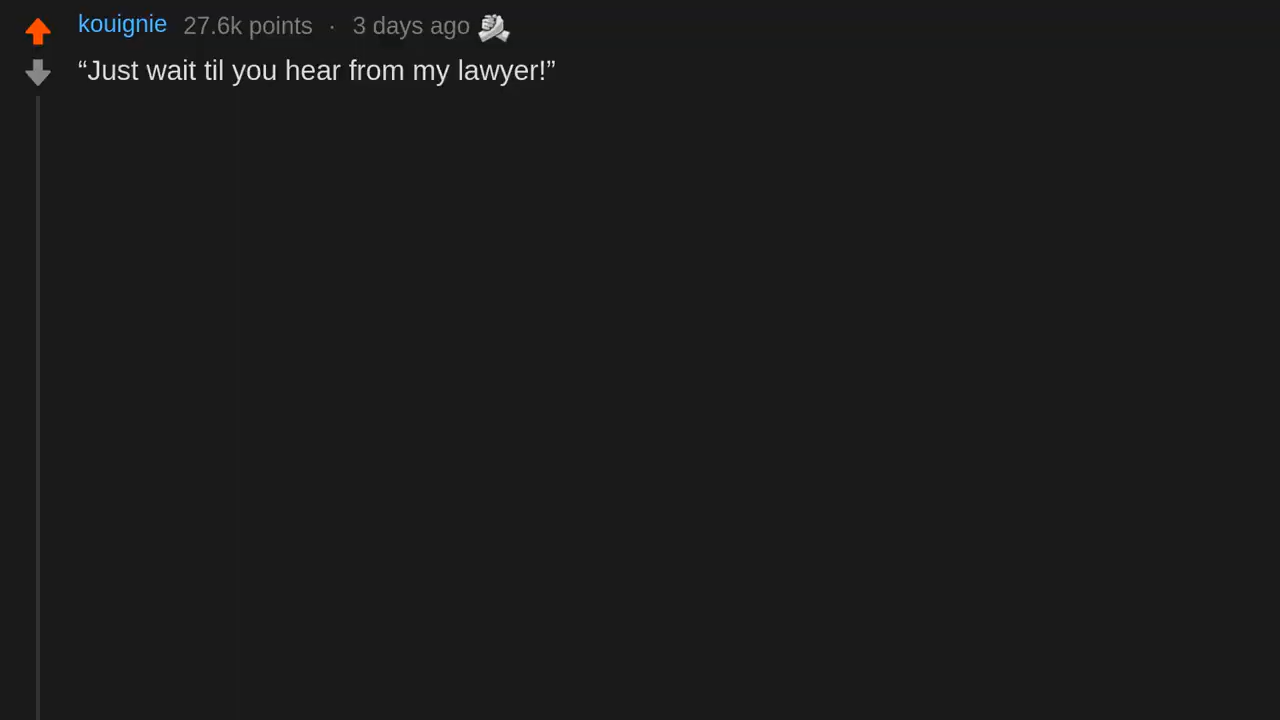 kouignie 27.6k points · 3 days ago
“Just wait til you hear from my lawyer!”